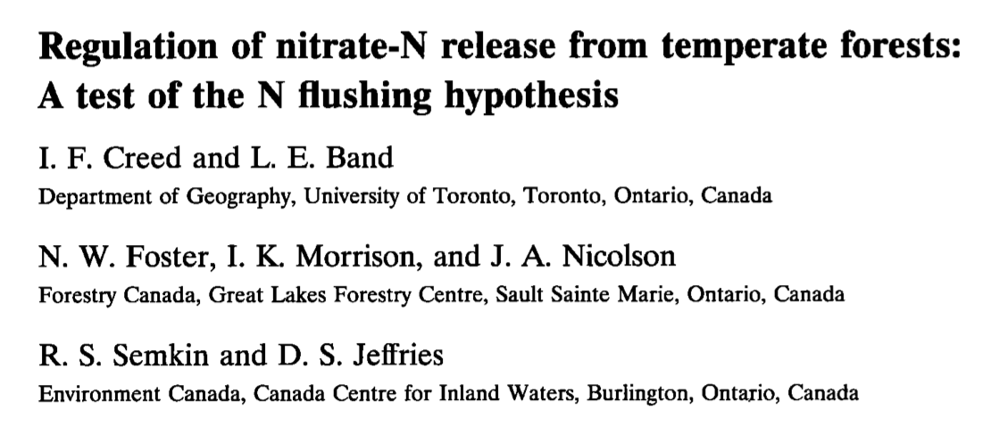 Regulation of nitrate-N release from temperate forests:
A test of the N flushing hypothesis
I. F. Creed and L. E. Band
Department of Geography, University of Toronto, Toronto, Ontario, Canada
N. W. Foster, I. K. Morrison, and J. A. Nicolson
Forestry Canada, Great Lakes Forestry Centre, Sault Sainte Marie, Ontario, Canada
R. S. Semkin and D. S. Jeffries
Environment Canada, Canada Centre for Inland Waters, Burlington, Ontario, Canada